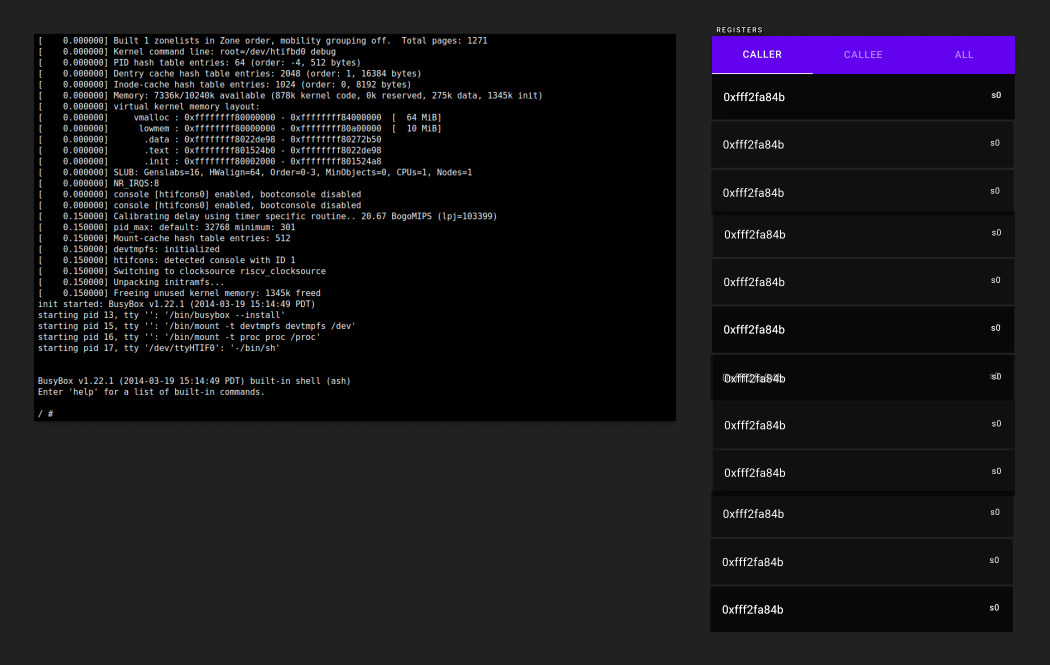 [    0.000000] Built 1 zonelists in Zone order, mobility grouping off.  Total pages: 1271
[    0.000000] Kernel command line: root=/dev/htifbd0 debug
[    0.000000] PID hash table entries: 64 (order: -4, 512 bytes)
[    0.000000] Dentry cache hash table entries: 2048 (order: 1, 16384 bytes)
[    0.000000] Inode-cache hash table entries: 1024 (order: 0, 8192 bytes)
[    0.000000] Memory: 7336k/10240k available (878k kernel code, 0k reserved, 275k data, 1345k init)
[    0.000000] virtual kernel memory layout:
[    0.000000]     vmalloc : 0xffffffff80000000 - 0xffffffff84000000  [  64 MiB]
[    0.000000]      lowmem : 0xffffffff80000000 - 0xffffffff80a00000  [  10 MiB]
[    0.000000]       .data : 0xffffffff8022de98 - 0xffffffff80272b50
[    0.000000]       .text : 0xffffffff801524b0 - 0xffffffff8022de98
[    0.000000]       .init : 0xffffffff80002000 - 0xffffffff801524a8
[    0.000000] SLUB: Genslabs=16, HWalign=64, Order=0-3, MinObjects=0, CPUs=1, Nodes=1
[    0.000000] NR_IRQS:8
[    0.000000] console [htifcons0] enabled, bootconsole disabled
[    0.000000] console [htifcons0] enabled, bootconsole disabled
[    0.150000] Calibrating delay using timer specific routine.. 20.67 BogoMIPS (lpj=103399)
[    0.150000] pid_max: default: 32768 minimum: 301
[    0.150000] Mount-cache hash table entries: 512
[    0.150000] devtmpfs: initialized
[    0.150000] htifcons: detected console with ID 1
[    0.150000] Switching to clocksource riscv_clocksource
[    0.150000] Unpacking initramfs...
[    0.150000] Freeing unused kernel memory: 1345k freed
init started: BusyBox v1.22.1 (2014-03-19 15:14:49 PDT)
starting pid 13, tty '': '/bin/busybox --install'
starting pid 15, tty '': '/bin/mount -t devtmpfs devtmpfs /dev'
starting pid 16, tty '': '/bin/mount -t proc proc /proc'
starting pid 17, tty '/dev/ttyHTIF0': '-/bin/sh'
BusyBox v1.22.1 (2014-03-19 15:14:49 PDT) built-in shell (ash)
Enter 'help' for a list of built-in commands.
/ #
REGISTERS
CALLER CALLEE ALL
0xfff2fa84b s0
0xfff2fa84b s0
0xfff2fa84b s0
0xfff2fa84b s0
0xfff2fa84b s0
0xfff2fa84b s0
0xfff2fa84b s0
0xfff2fa84b s0
0xfff2fa84b s0
0xfff2fa84b s0
0xfff2fa84b s0
0xfff2fa84b s0